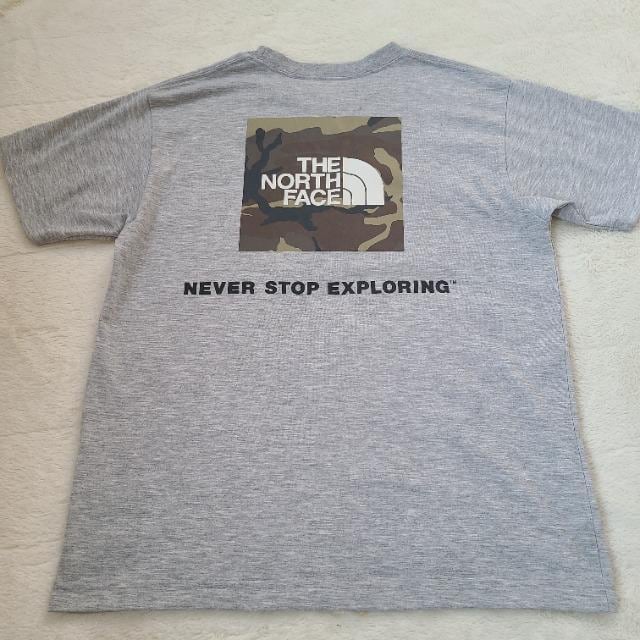 THE
NORTH
FACE
NEVER STOP EXPLORING™